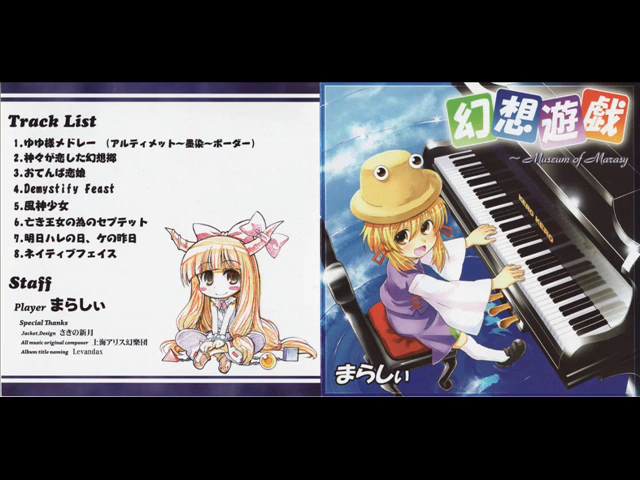 Track List
1.ゆゆ様メドレー （アルティメット～墨染～ボーダー）
2.神々が恋した幻想郷
3.おてんば恋娘
4.Demystify Feast
5.風神少女
6.亡き王女の為のセプテット
7.明日ハレの日、ケの昨日
8.ネイティブフェイス
Staff
Player まらしぃ
Special Thanks
Jacket,Design さきの新月
All music original composer 上海アリス幻樂団
Album title naming Levandax
幻想遊戯
～Museum of Marasy
まらしぃ